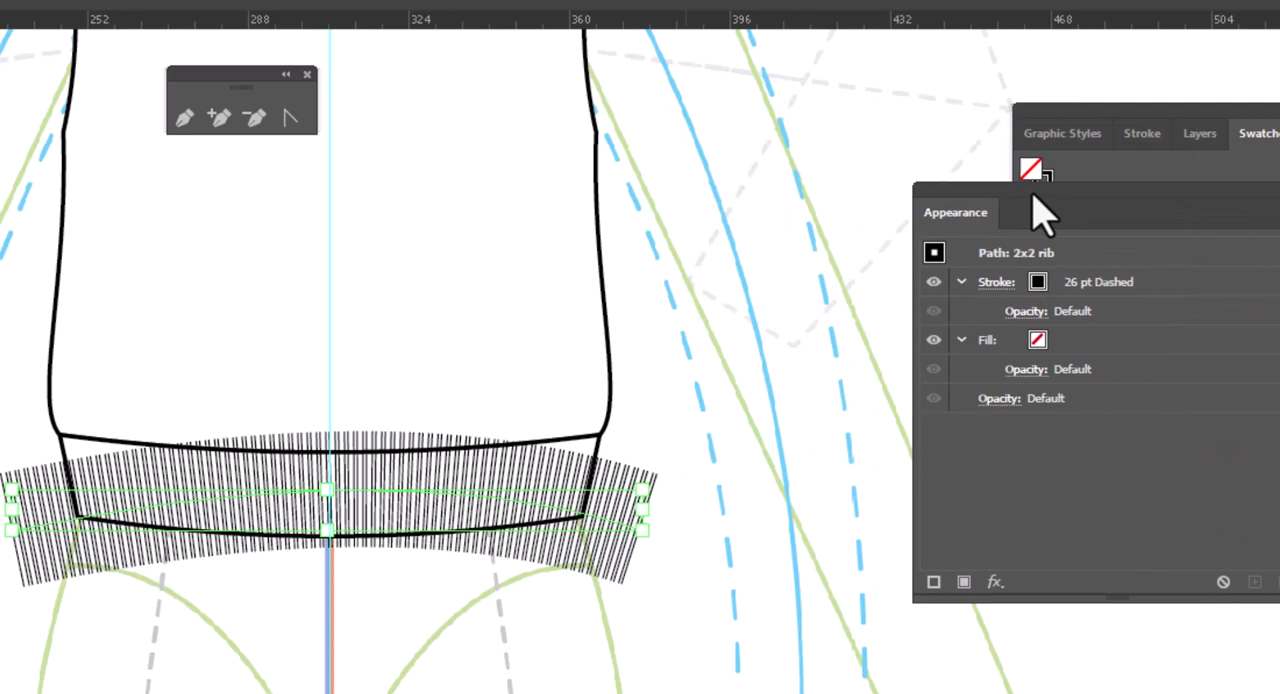 252 288 324 360 396 432 468 504
Graphic Styles Stroke Layers
Appearance
Path: 2x2 rib
Stroke: 26 pt Dashed
Opacity: Default
Fill:
Opacity: Default
Opacity: Default
fx.